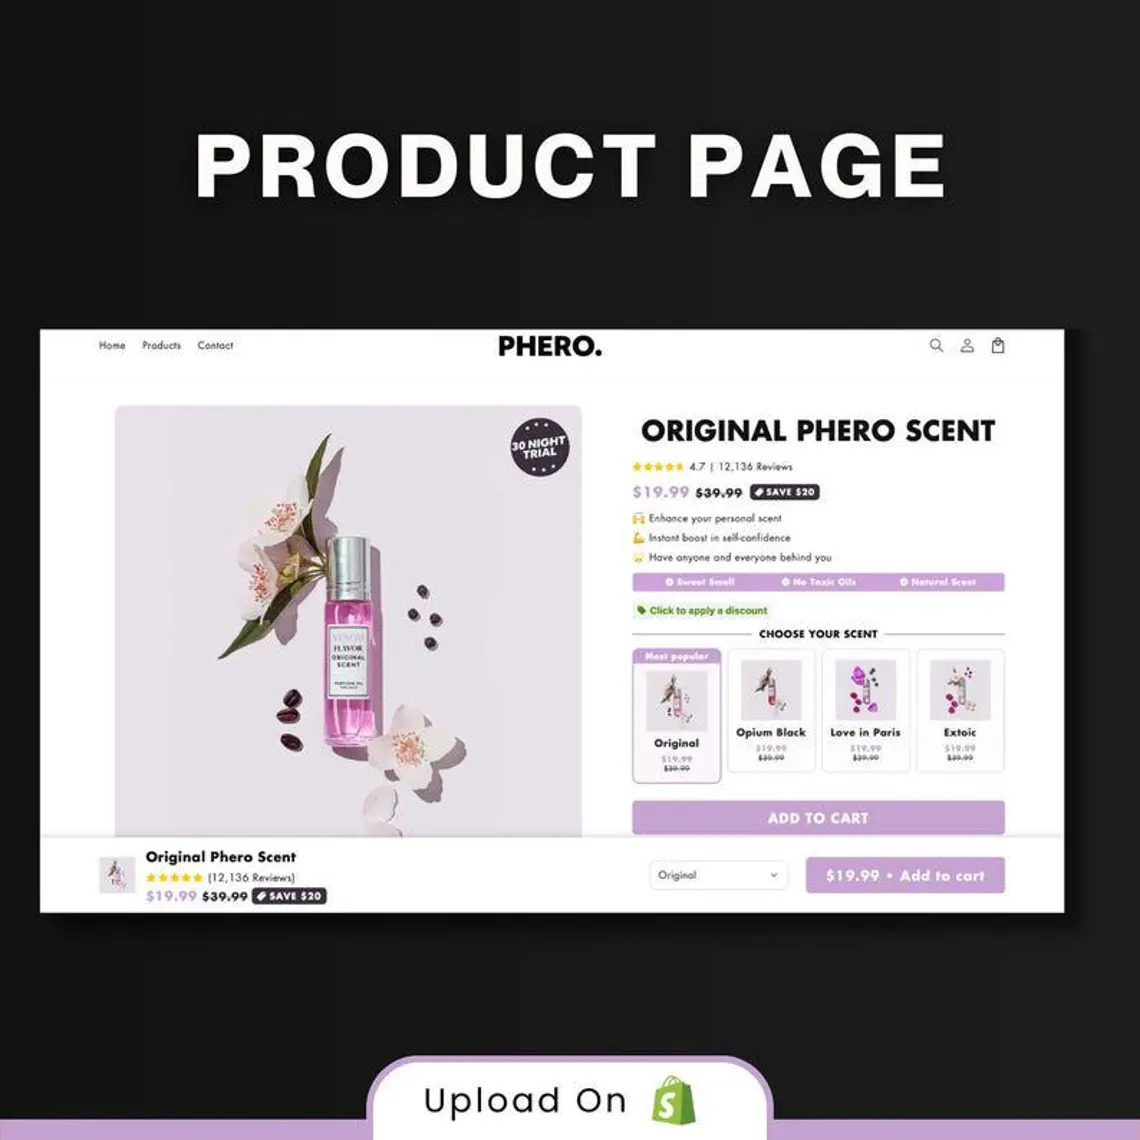 PRODUCT PAGE
Home Products Contact
PHERO.
30 NIGHT
TRIAL
VENOM
FLAVOR
ORIGINAL
SCENT
PERFUME OIL
ORIGINAL PHERO SCENT
4.7 | 12,136 Reviews
$19.99 $39.99 SAVE $20
Enhance your personal scent
Instant boost in self-confidence
Have anyone and everyone behind you
Sweet Smell No Toxic Oils Natural Scent
Click to apply a discount
CHOOSE YOUR SCENT
Most popular
Original Opium Black Love in Paris Extoic
$19.99 $19.99 $19.99 $19.99
$39.99 $39.99 $39.99 $39.99
ADD TO CART
Original Phero Scent
(12,136 Reviews)
$19.99 $39.99 SAVE $20
Original
$19.99 • Add to cart
Upload On